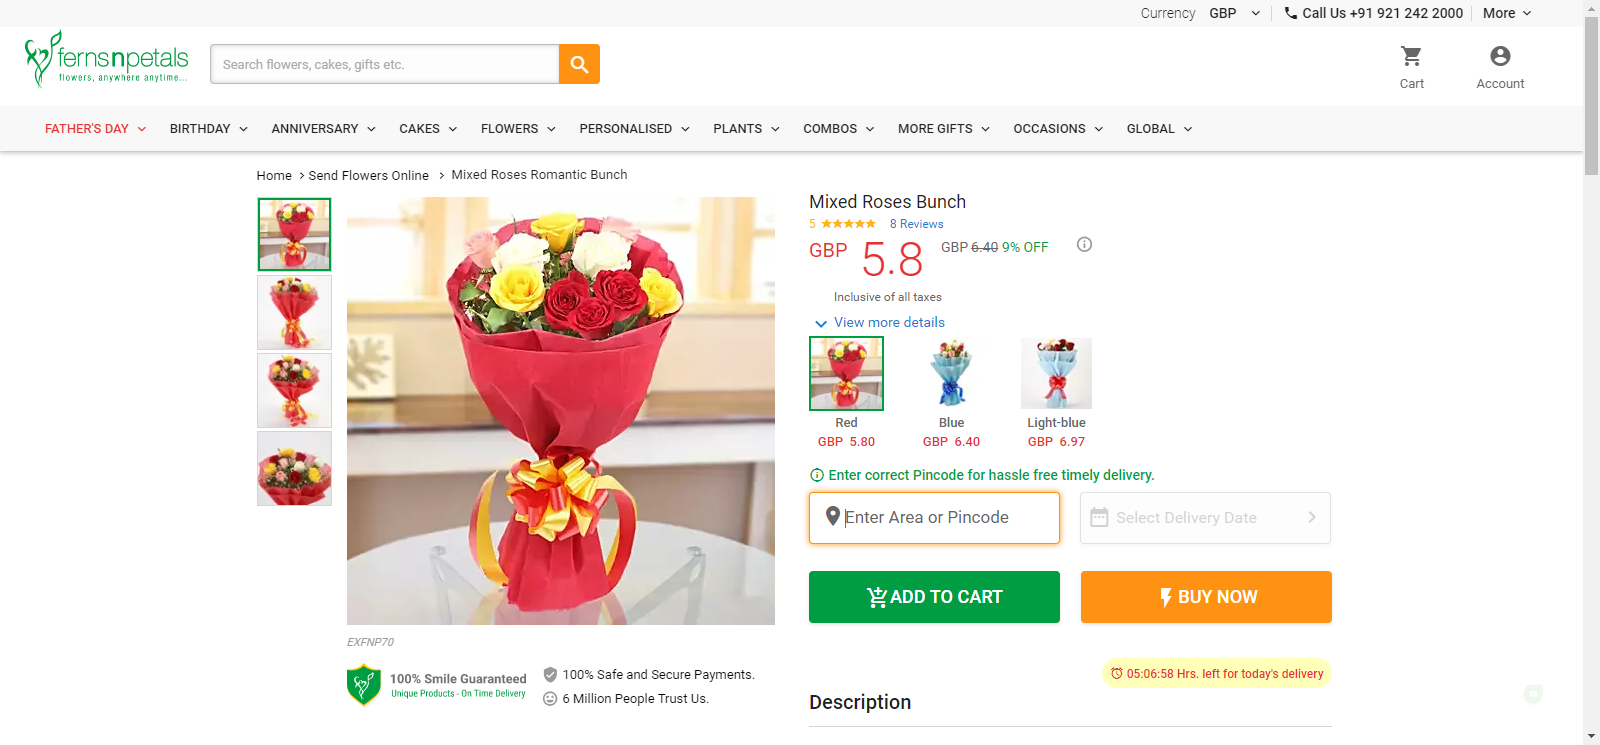 Currency GBP Call Us +91 921 242 2000 More
fernsnpetals
flowers, anywhere anytime...
Search flowers, cakes, gifts etc.
Cart Account
FATHER'S DAY BIRTHDAY ANNIVERSARY CAKES FLOWERS PERSONALISED PLANTS COMBOS MORE GIFTS OCCASIONS GLOBAL
Home > Send Flowers Online > Mixed Roses Romantic Bunch
Mixed Roses Bunch
5 ★★★★★ 8 Reviews
GBP 5.8 GBP 6.40 9% OFF
Inclusive of all taxes
View more details
Red Blue Light-blue
GBP 5.80 GBP 6.40 GBP 6.97
Enter correct Pincode for hassle free timely delivery.
Enter Area or Pincode Select Delivery Date
ADD TO CART BUY NOW
EXFNP70
100% Smile Guaranteed
Unique Products - On Time Delivery
100% Safe and Secure Payments.
6 Million People Trust Us.
05:06:58 Hrs. left for today's delivery
Description